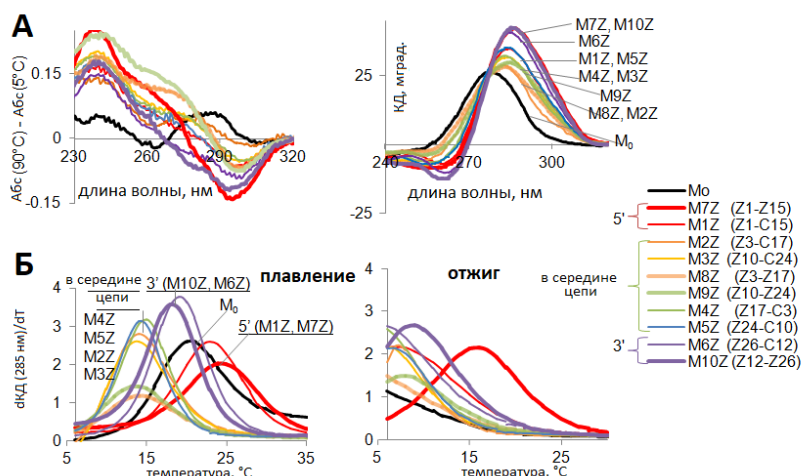 А
Абс (90°C) – Абс (5°C)
0.15
0
-0.15
230
260
290
320
длина волны, нм
КД, мград.
25
-25
240
270
300
длина волны, нм
M7Z, M10Z
M6Z
M1Z, M5Z
M4Z, M3Z
M9Z
M8Z, M2Z
M₀
Mo
M7Z (Z1-Z15)
5'
M1Z (Z1-C15)
M2Z (Z3-C17)
M3Z (Z10-C24)
M8Z (Z3-Z17)
в середине
цепи
M9Z (Z10-Z24)
M4Z (Z17-C3)
M5Z (Z24-C10)
3'
M6Z (Z26-C12)
M10Z (Z12-Z26)
Б
плавление
dКД (285 нм)/dT
4
3
2
1
0
5
15
25
35
температура, °C
в середине
цепи
M4Z
M5Z
M2Z
M3Z
3' (M10Z, M6Z)
M₀
5' (M1Z, M7Z)
отжиг
4
3
2
1
0
5
15
25
температура, °C